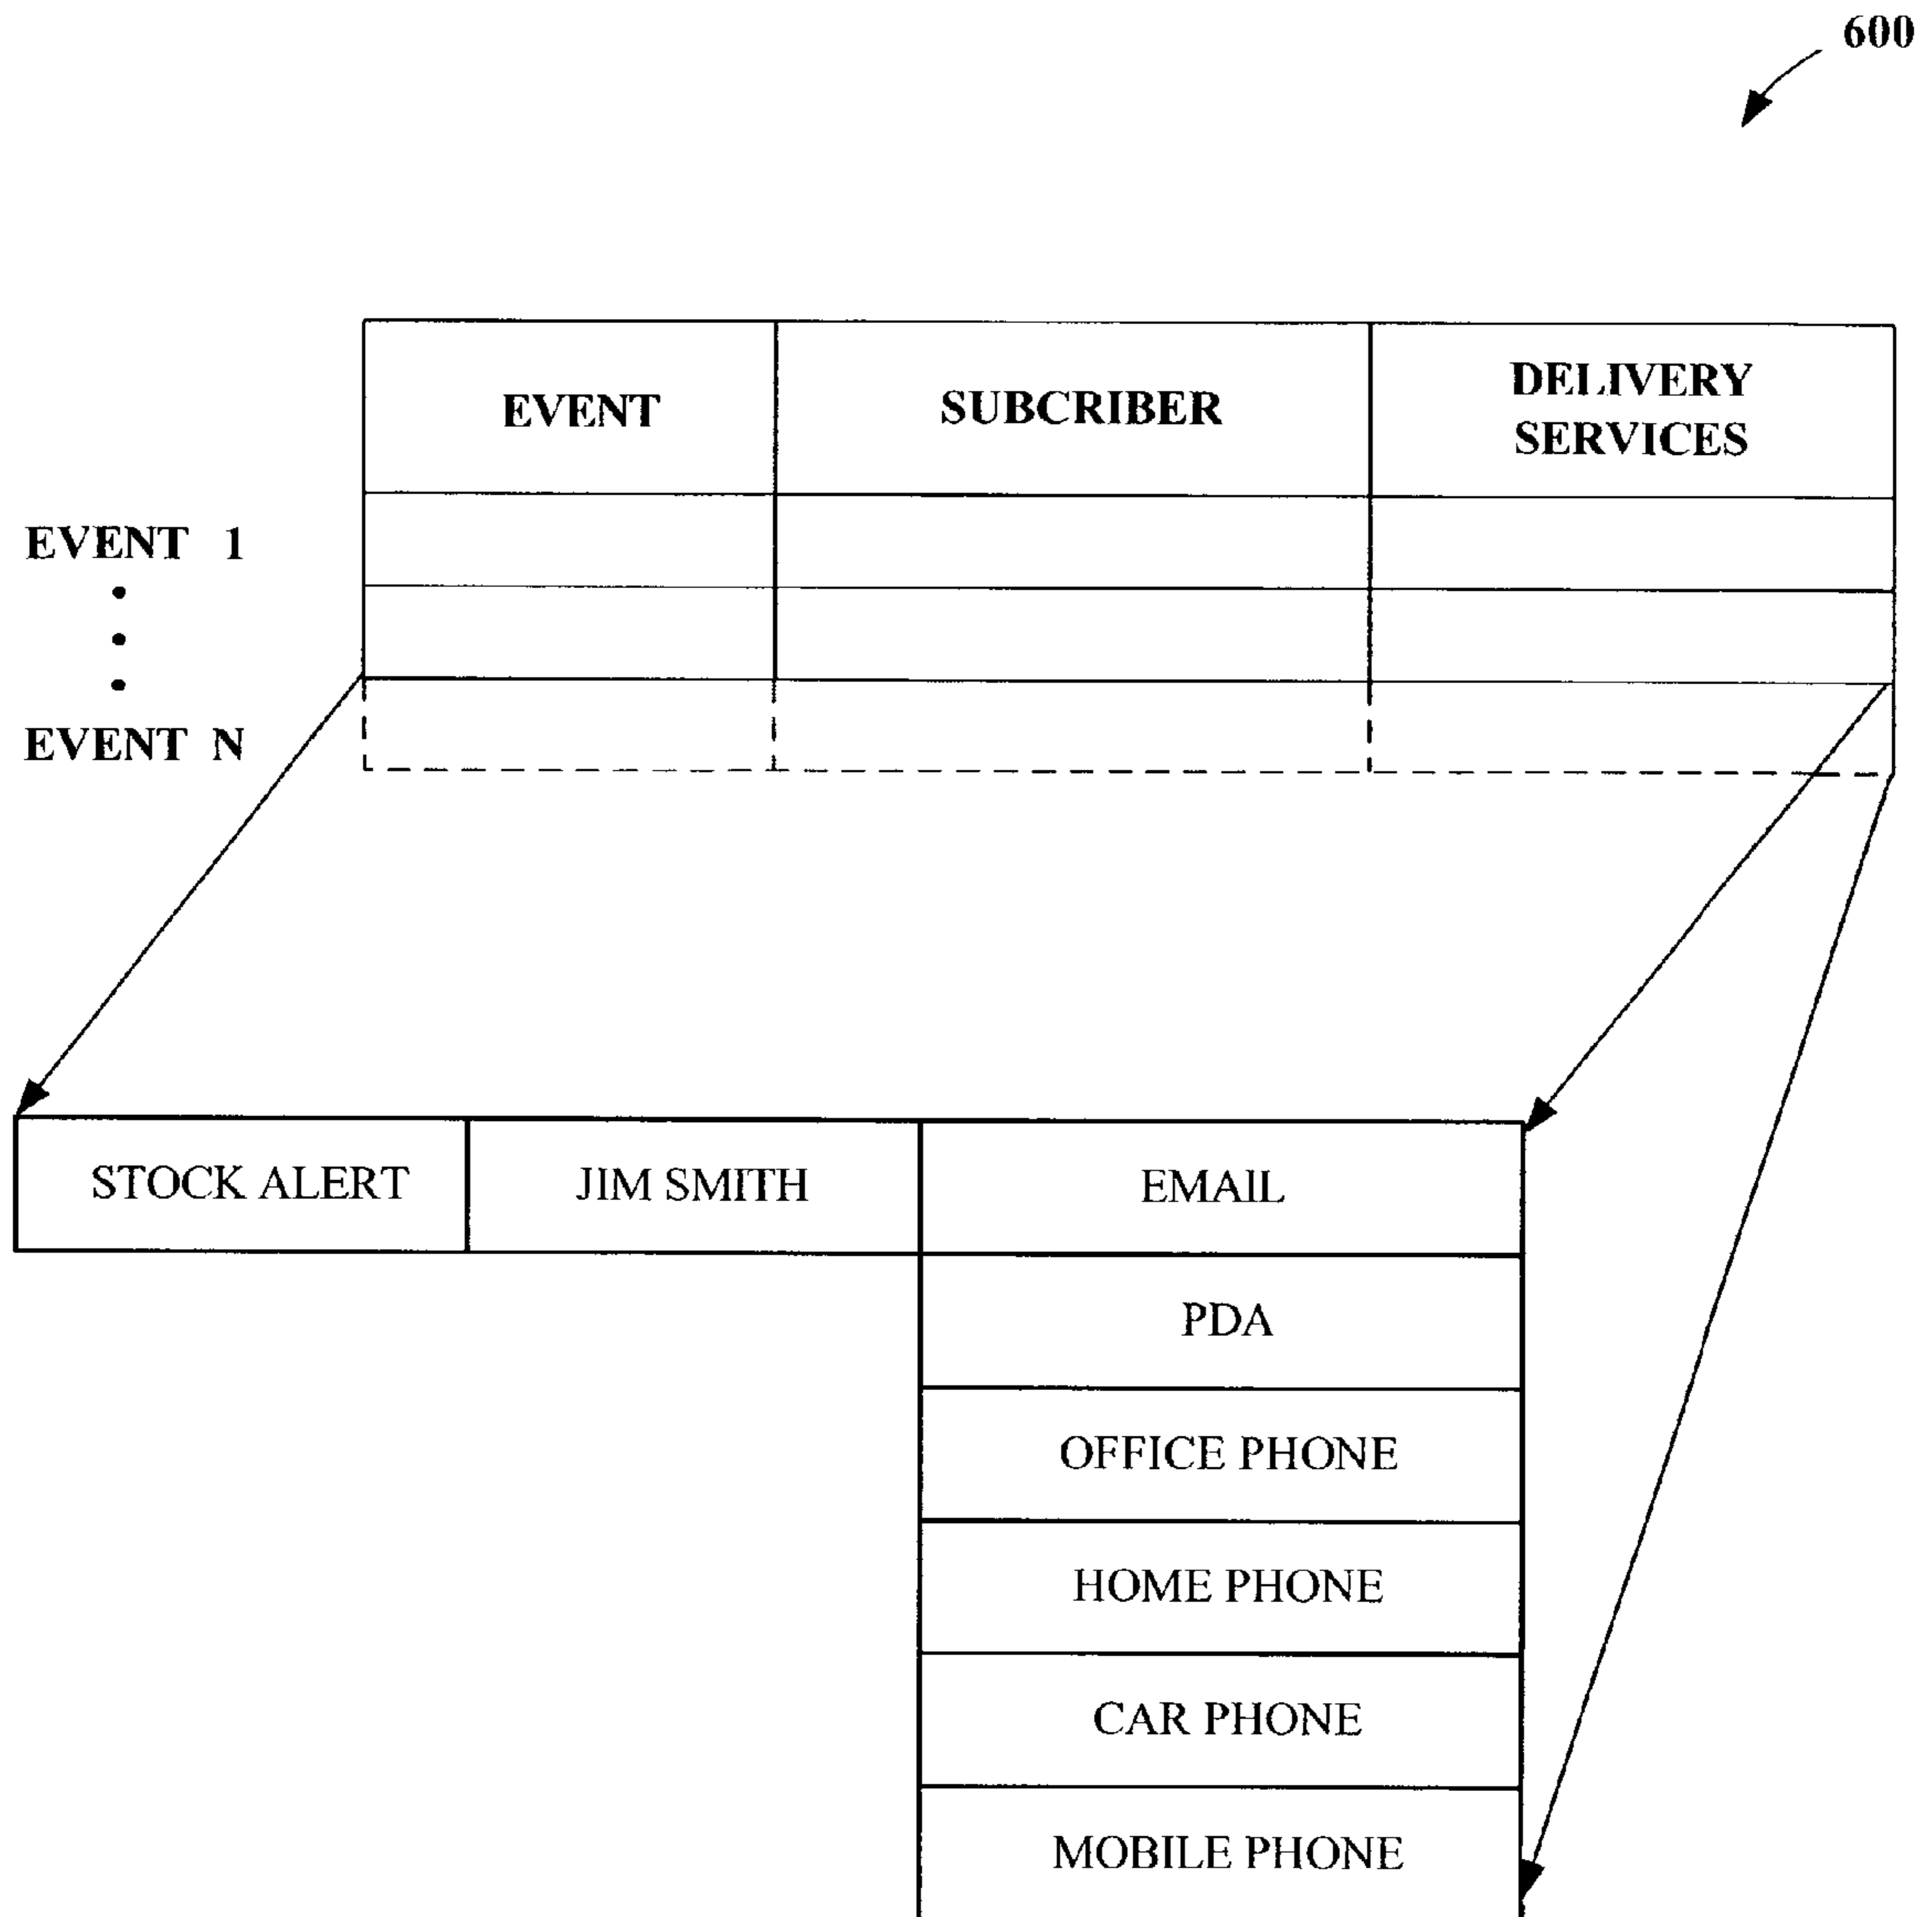 600
EVENT SUBCRIBER DELIVERY SERVICES
EVENT 1
EVENT N
STOCK ALERT JIM SMITH EMAIL
PDA
OFFICE PHONE
HOME PHONE
CAR PHONE
MOBILE PHONE